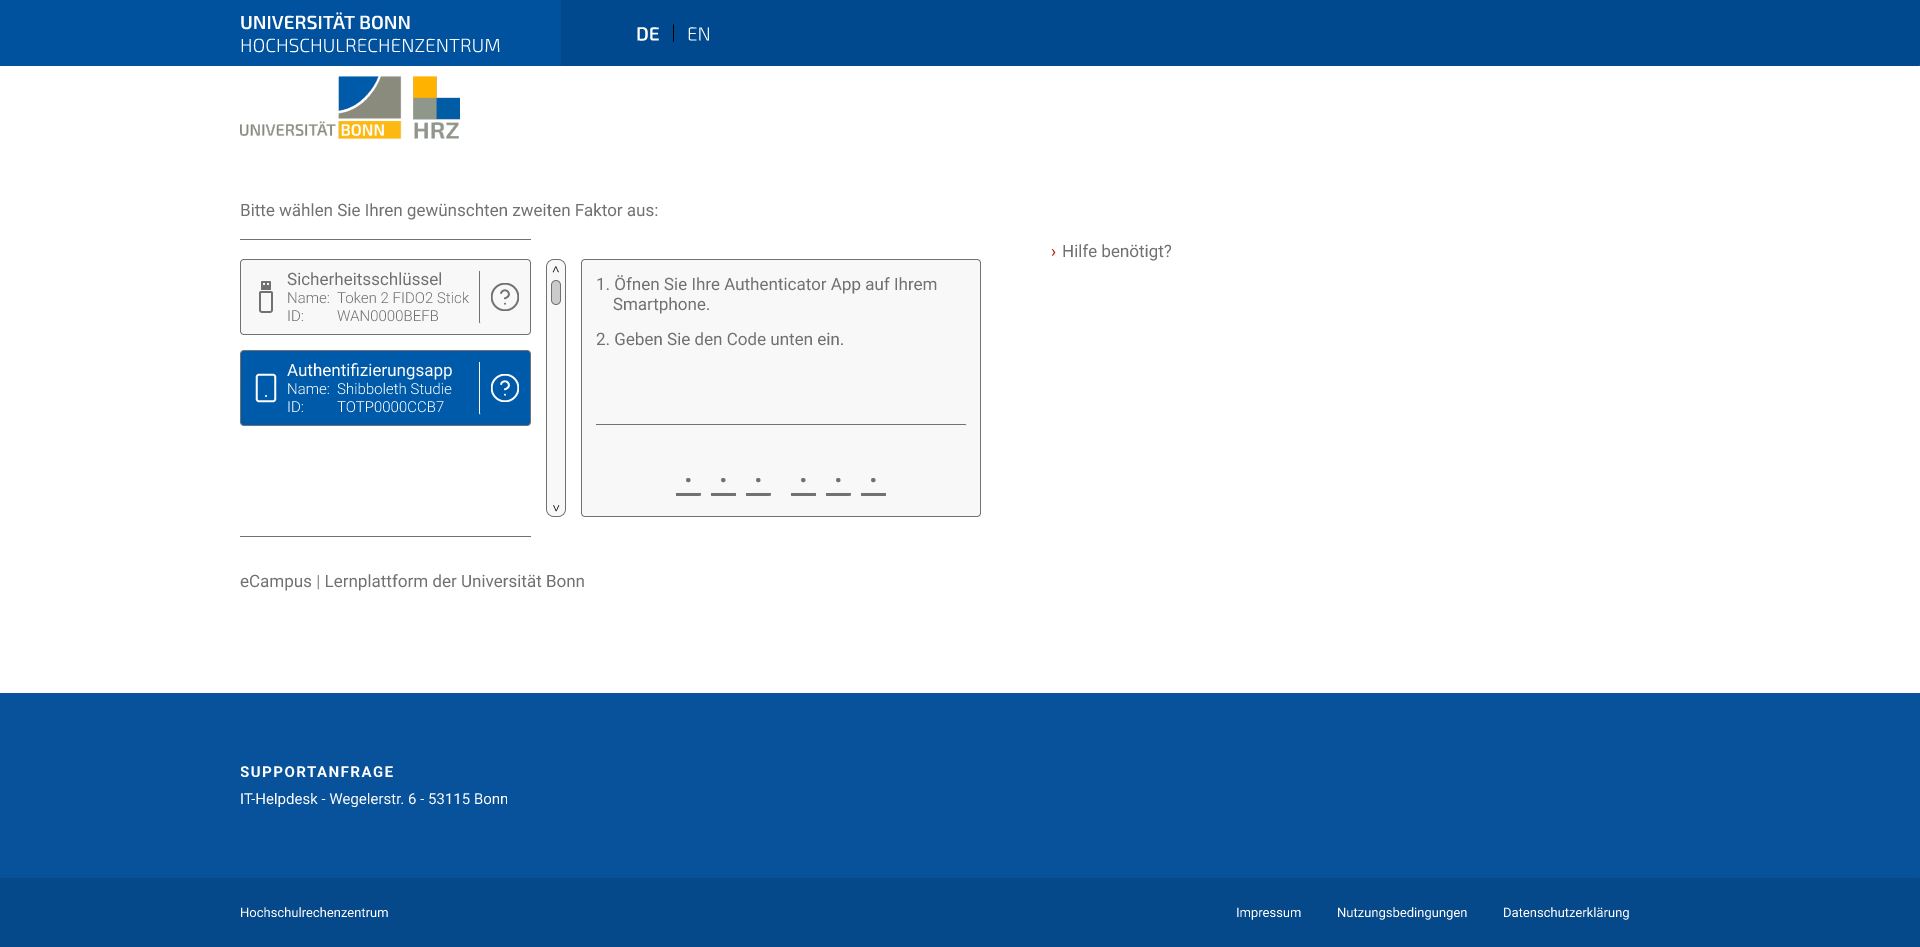 UNIVERSITÄT BONN
HOCHSCHULRECHENZENTRUM
DE | EN
UNIVERSITÄT BONN HRZ
Bitte wählen Sie Ihren gewünschten zweiten Faktor aus:
Sicherheitsschlüssel
Name: Token 2 FIDO2 Stick
ID: WAN0000BEFB
?
Authentifizierungsapp
Name: Shibboleth Studie
ID: TOTP0000CCB7
?
1. Öfnen Sie Ihre Authenticator App auf Ihrem
Smartphone.
2. Geben Sie den Code unten ein.
› Hilfe benötigt?
eCampus | Lernplattform der Universität Bonn
SUPPORTANFRAGE
IT-Helpdesk - Wegelerstr. 6 - 53115 Bonn
Hochschulrechenzentrum
Impressum Nutzungsbedingungen Datenschutzerklärung